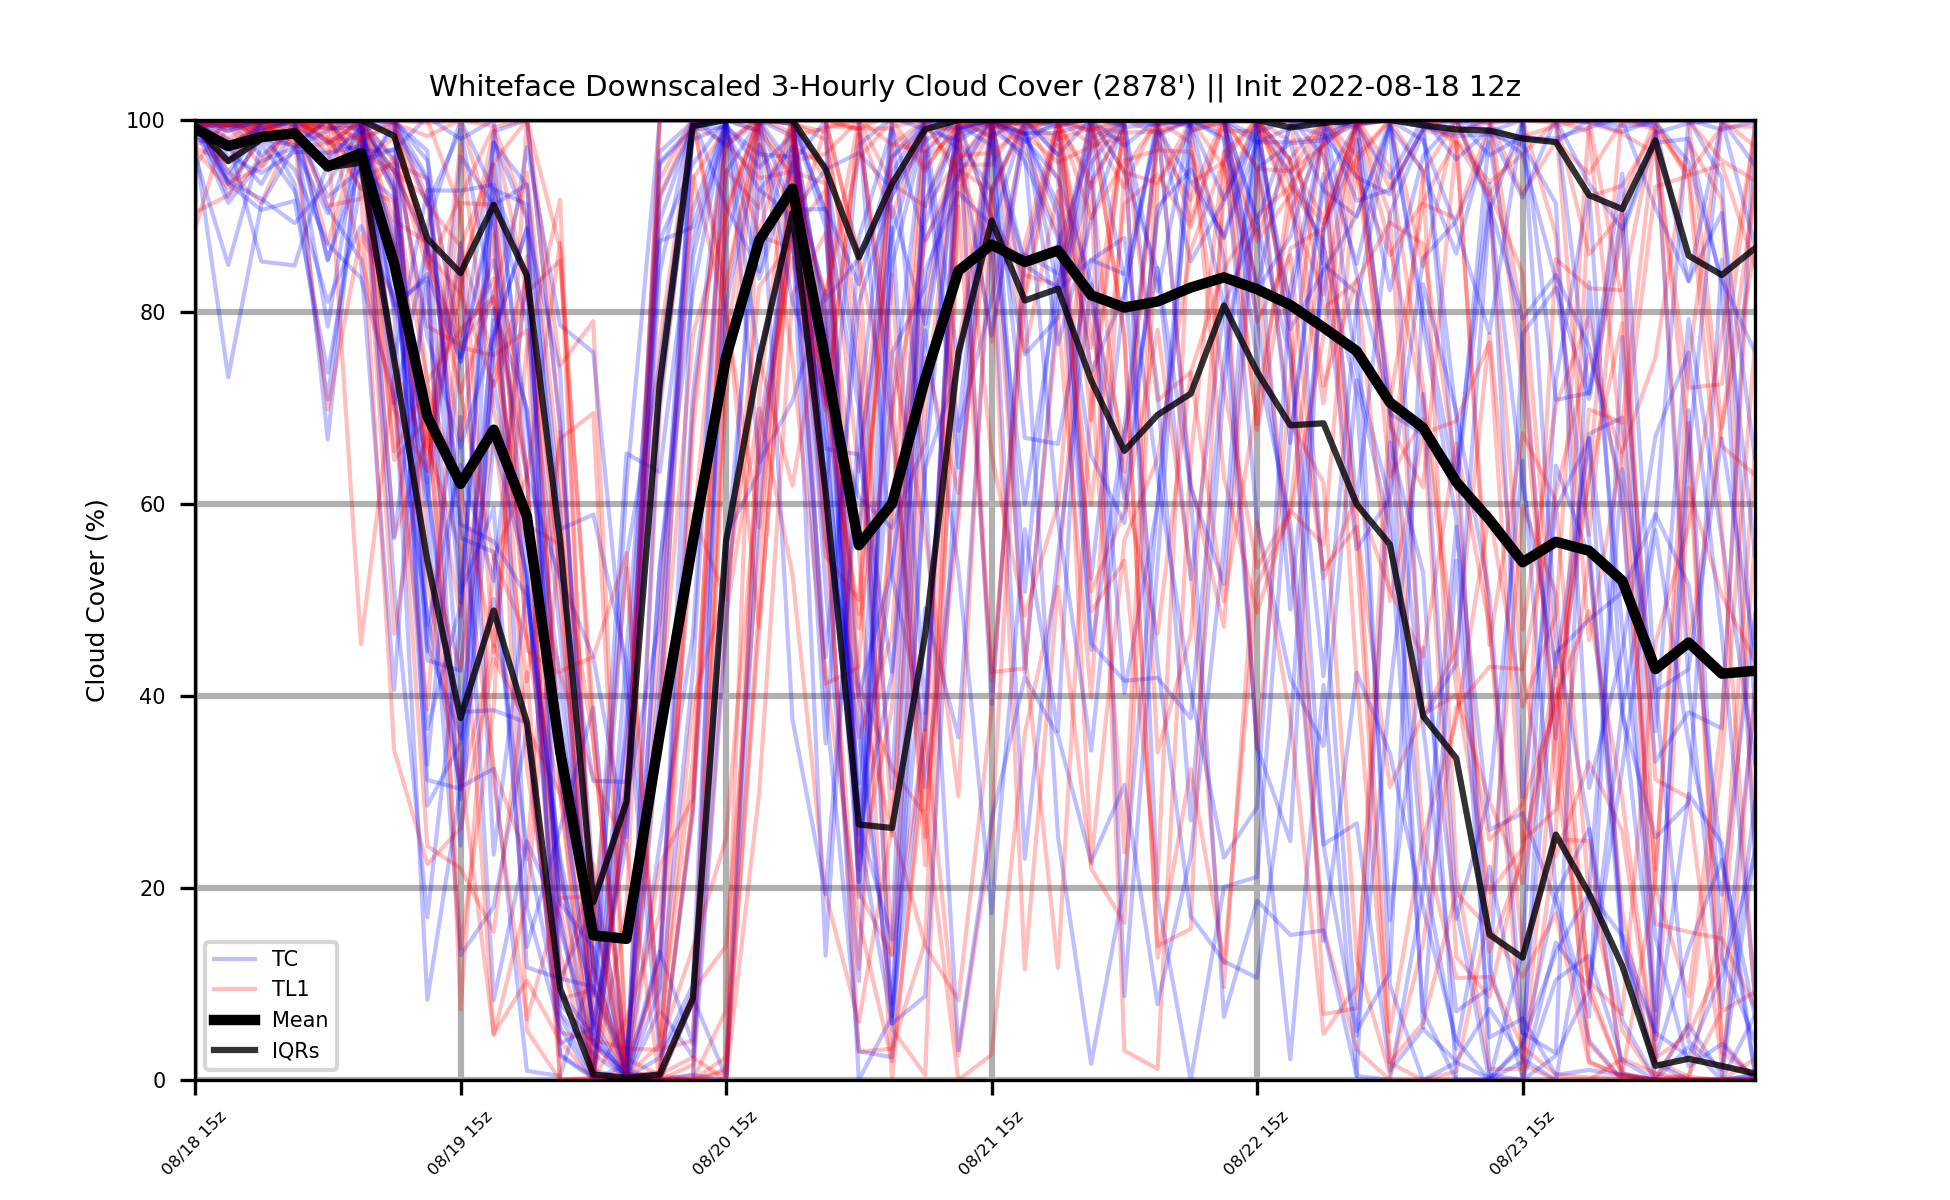 Whiteface Downscaled 3-Hourly Cloud Cover (2878') || Init 2022-08-18 12z
Cloud Cover (%)
100
80
60
40
20
0
TC
TL1
Mean
IQRs
08/18 15z
08/19 15z
08/20 15z
08/21 15z
08/22 15z
08/23 15z